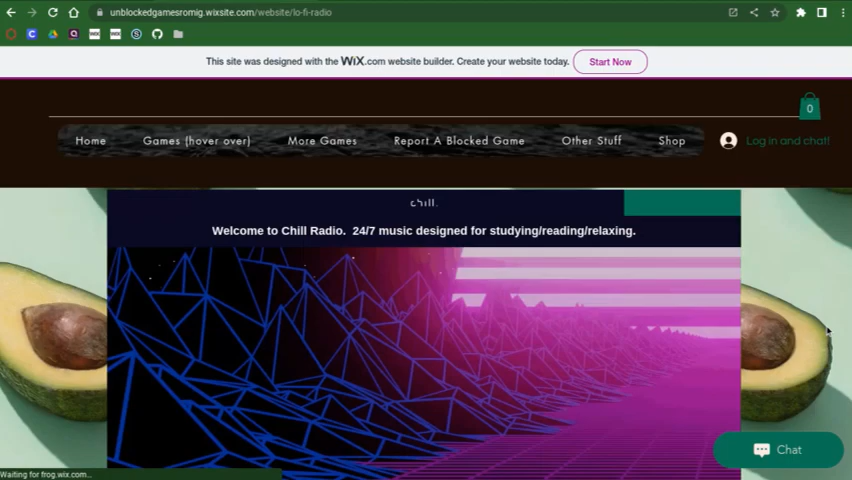 unblockedgamesromig.wixsite.com/website/lo-fi-radio
This site was designed with the WiX.com website builder. Create your website today. Start Now
0
Home Games (hover over) More Games Report A Blocked Game Other Stuff Shop Log in and chat!
chill.
Welcome to Chill Radio. 24/7 music designed for studying/reading/relaxing.
Chat
Waiting for frog.wix.com...